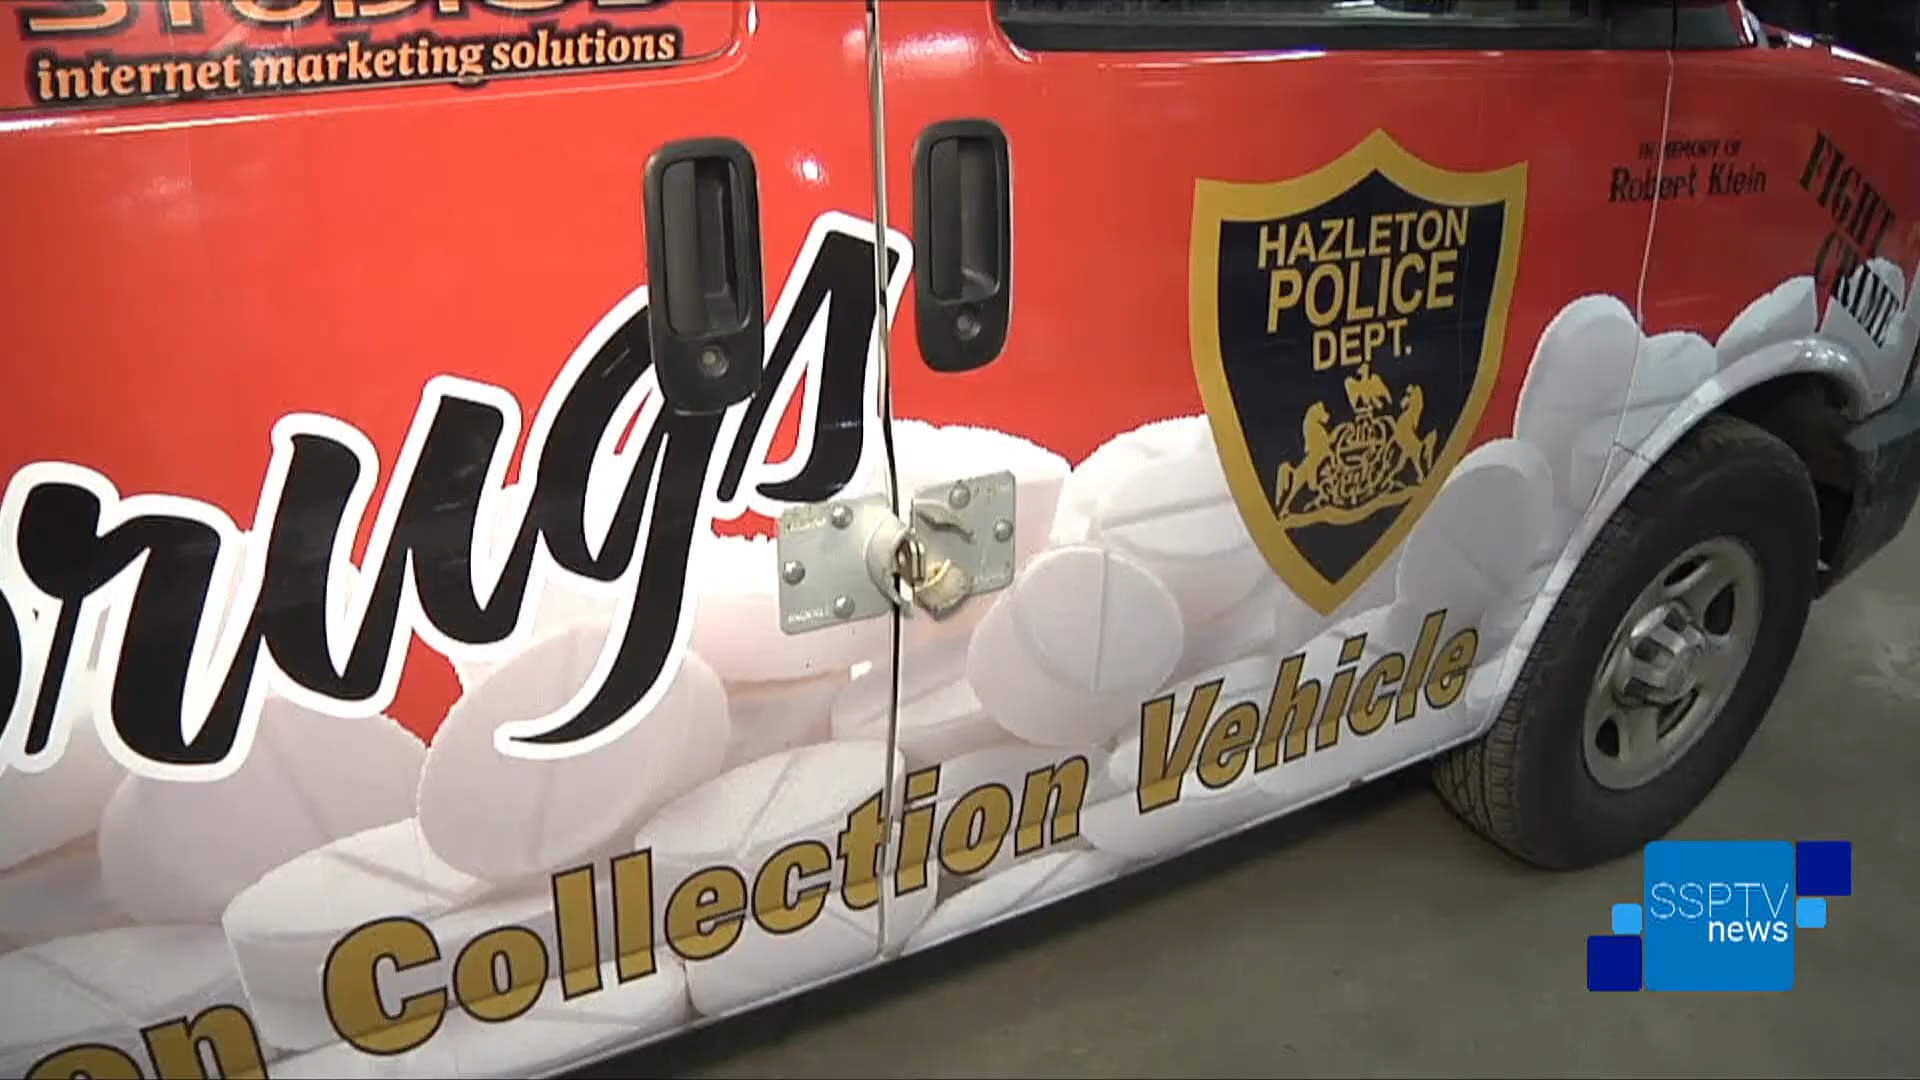 internet marketing solutions
rugs
on Collection Vehicle
HAZLETON
POLICE
DEPT.
IN MEMORY OF
Robert Klein
FIGHT
CRIME
SSPTV
news